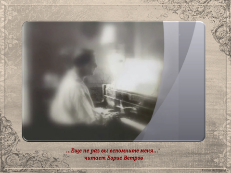 ...Еще не раз вы вспомните меня...
читает Борис Ветров